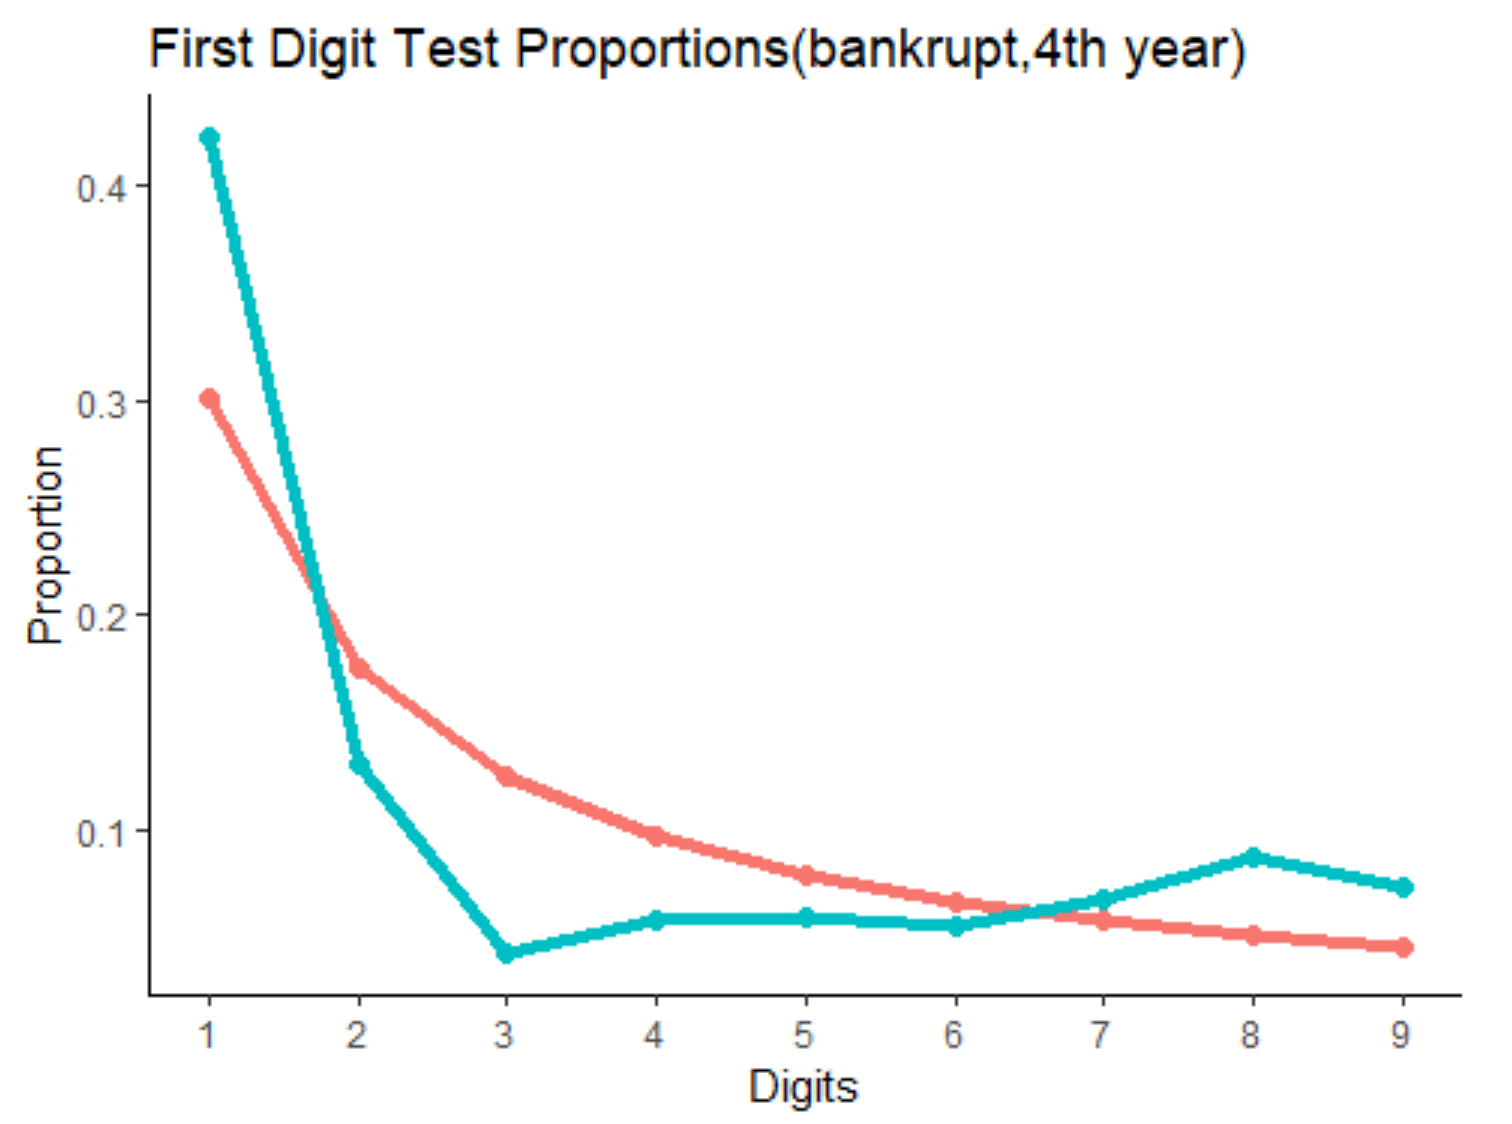 First Digit Test Proportions(bankrupt,4th year)
0.4
0.3
0.2
0.1
Proportion
1 2 3 4 5 6 7 8 9
Digits